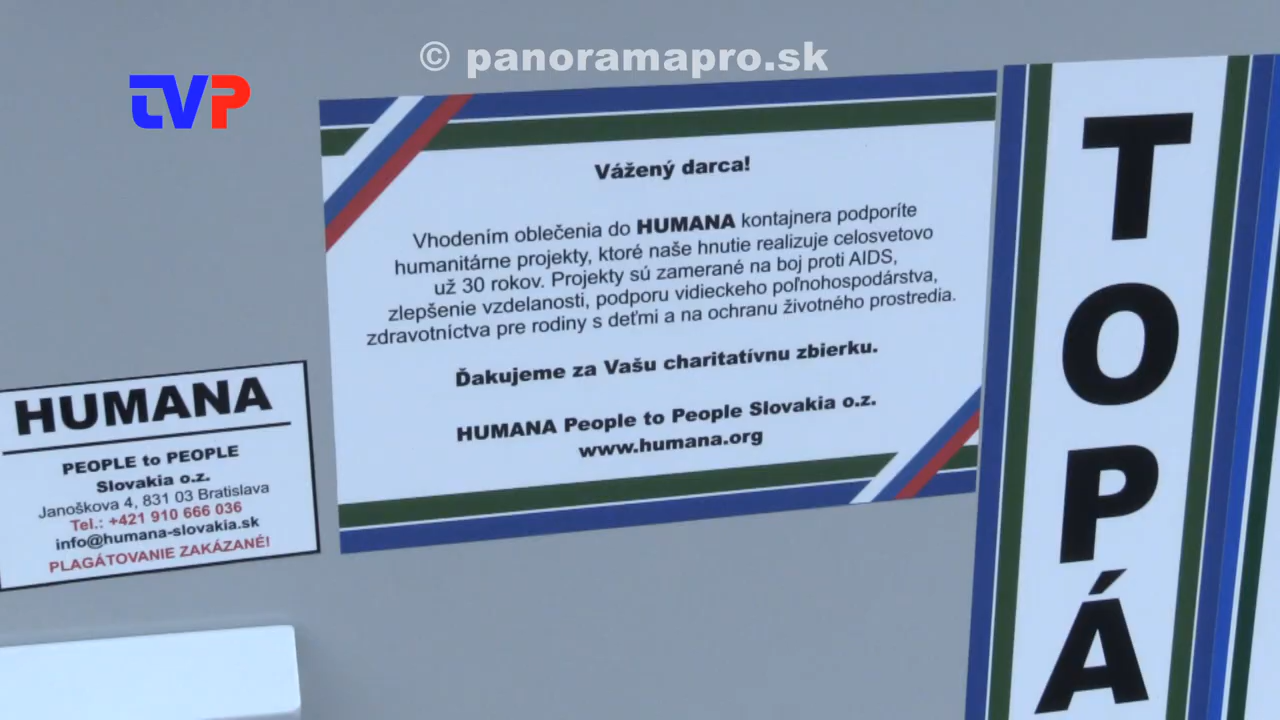 © panoramapro.sk
TVP
Vážený darca!
Vhodením oblečenia do HUMANA kontajnera podporíte
humanitárne projekty, ktoré naše hnutie realizuje celosvetovo
už 30 rokov. Projekty sú zamerané na boj proti AIDS,
zlepšenie vzdelanosti, podporu vidieckeho poľnohospodárstva,
zdravotníctva pre rodiny s deťmi a na ochranu životného prostredia.
Ďakujeme za Vašu charitatívnu zbierku.
HUMANA People to People Slovakia o.z.
www.humana.org
HUMANA
PEOPLE to PEOPLE
Slovakia o.z.
Janoškova 4, 831 03 Bratislava
Tel.: +421 910 666 036
info@humana-slovakia.sk
PLAGÁTOVANIE ZAKÁZANÉ!
T
O
P
Á